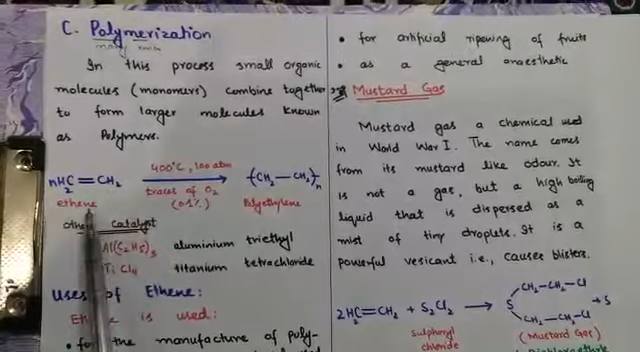 C. Polymerization
many
In this process small organic
molecules (monomers) combine together
to form larger molecules known
as Polymers.
nH₂C=CH₂ 400°C, 100 atm traces of O₂ (0.1%) (CH₂—CH₂)n
ethene Polyethylene
other catalyst
Al(C₂H₅)₃ aluminium triethyl
TiCl₄ titanium tetrachloride
Uses of Ethene:
Ethene is used:
• for the manufacture of poly-
• for artificial ripening of fruits
• as a general anaesthetic
Mustard Gas
Mustard gas a chemical used
in World War I. The name comes
from its mustard like odour. It
is not a gas, but a high boiling
liquid that is dispersed as a
mist of tiny droplets. It is a
powerful vesicant i.e., causes blisters.
2H₂C=CH₂ + S₂Cl₂ → S CH₂—CH₂—Cl CH₂—CH₂—Cl + S
sulphuryl
chloride
(Mustard Gas)